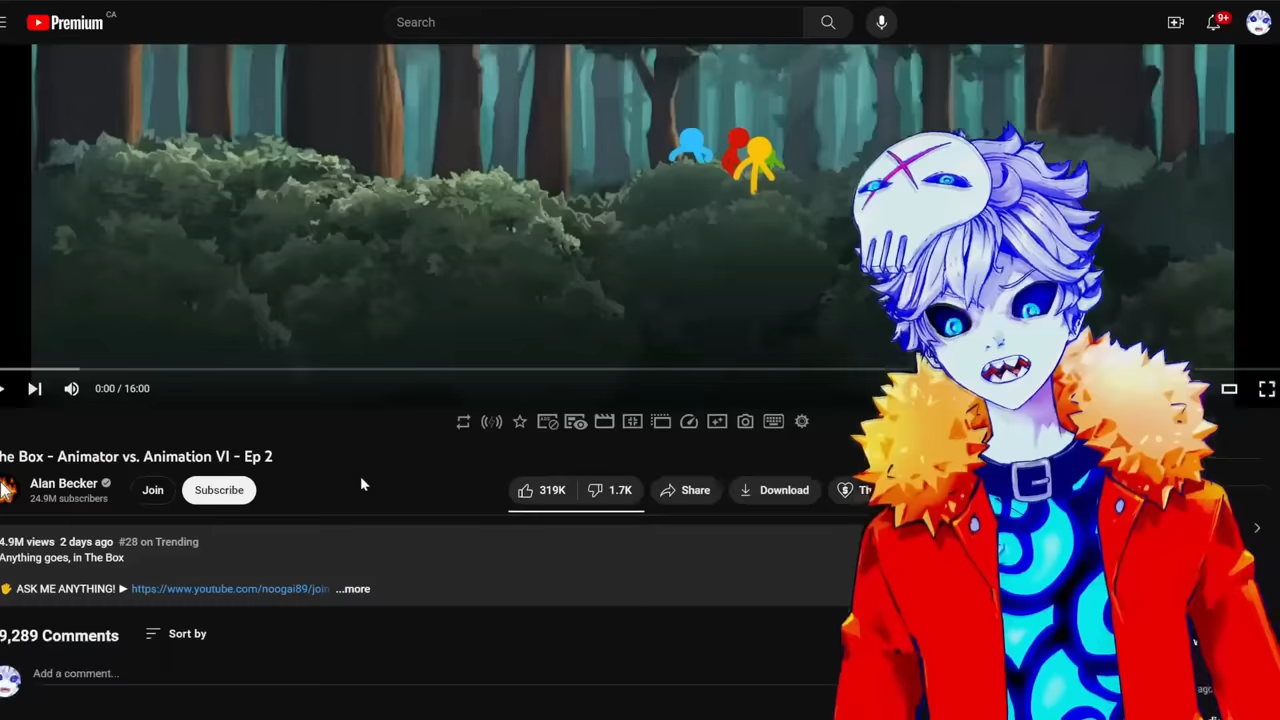 Premium CA
Search
9+
0:00 / 16:00
he Box - Animator vs. Animation VI - Ep 2
Alan Becker
24.9M subscribers
Join
Subscribe
319K
1.7K
Share
Download
Th
4.9M views 2 days ago #28 on Trending
Anything goes, in The Box
ASK ME ANYTHING! ▶ https://www.youtube.com/noogai89/join ...more
9,289 Comments
Sort by
Add a comment...
ago